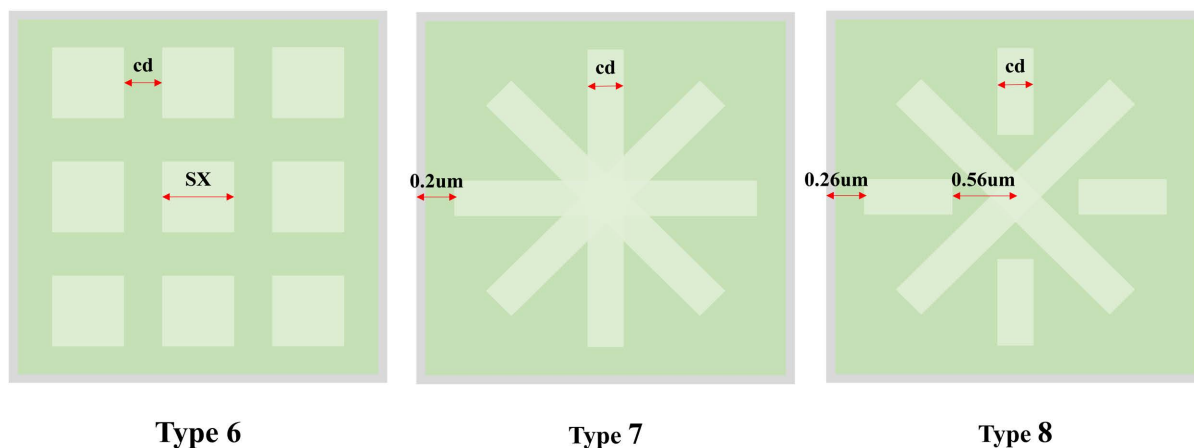 cd
SX
Type 6
cd
0.2um
Type 7
cd
0.26um
0.56um
Type 8